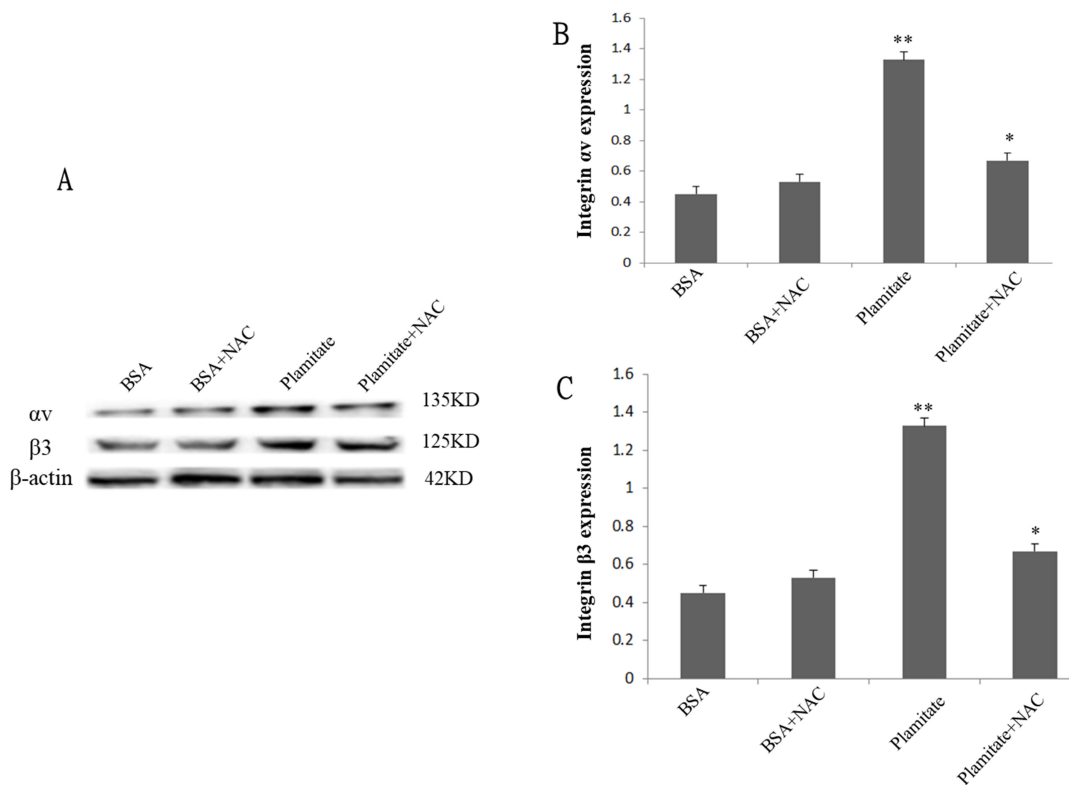 A
BSA
BSA+NAC
Plamitate
Plamitate+NAC
αv
135KD
β3
125KD
β-actin
42KD
B
Integrin αv expression
1.6
1.4
1.2
1
0.8
0.6
0.4
0.2
0
**
*
BSA
BSA+NAC
Plamitate
Plamitate+NAC
C
Integrin β3 expression
1.6
1.4
1.2
1
0.8
0.6
0.4
0.2
0
**
*
BSA
BSA+NAC
Plamitate
Plamitate+NAC